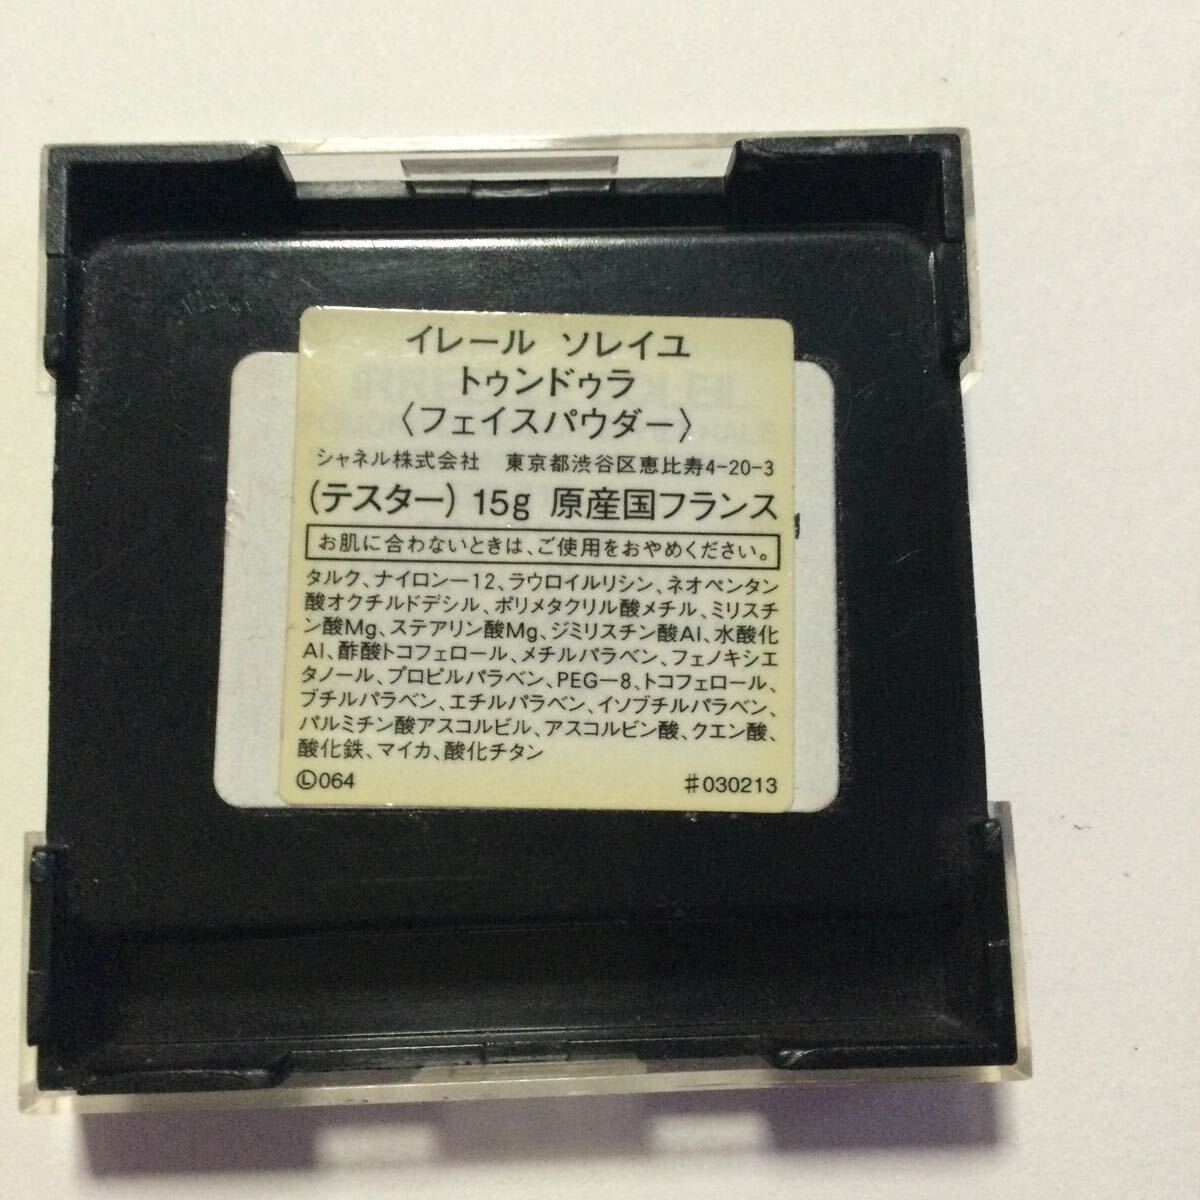 イレール ソレイユ
トゥンドゥラ
〈フェイスパウダー〉
シャネル株式会社 東京都渋谷区恵比寿4-20-3
(テスター) 15g 原産国フランス
お肌に合わないときは、ご使用をおやめください。
タルク、ナイロンー12、ラウロイルリシン、ネオペンタン
酸オクチルドデシル、ポリメタクリル酸メチル、ミリスチ
ン酸Mg、ステアリン酸Mg、ジミリスチン酸Al、水酸化
Al、酢酸トコフェロール、メチルパラベン、フェノキシエ
タノール、プロピルパラベン、PEGー8、トコフェロール、
ブチルパラベン、エチルパラベン、イソブチルパラベン、
パルミチン酸アスコルビル、アスコルビン酸、クエン酸、
酸化鉄、マイカ、酸化チタン
Ⓛ064 #030213